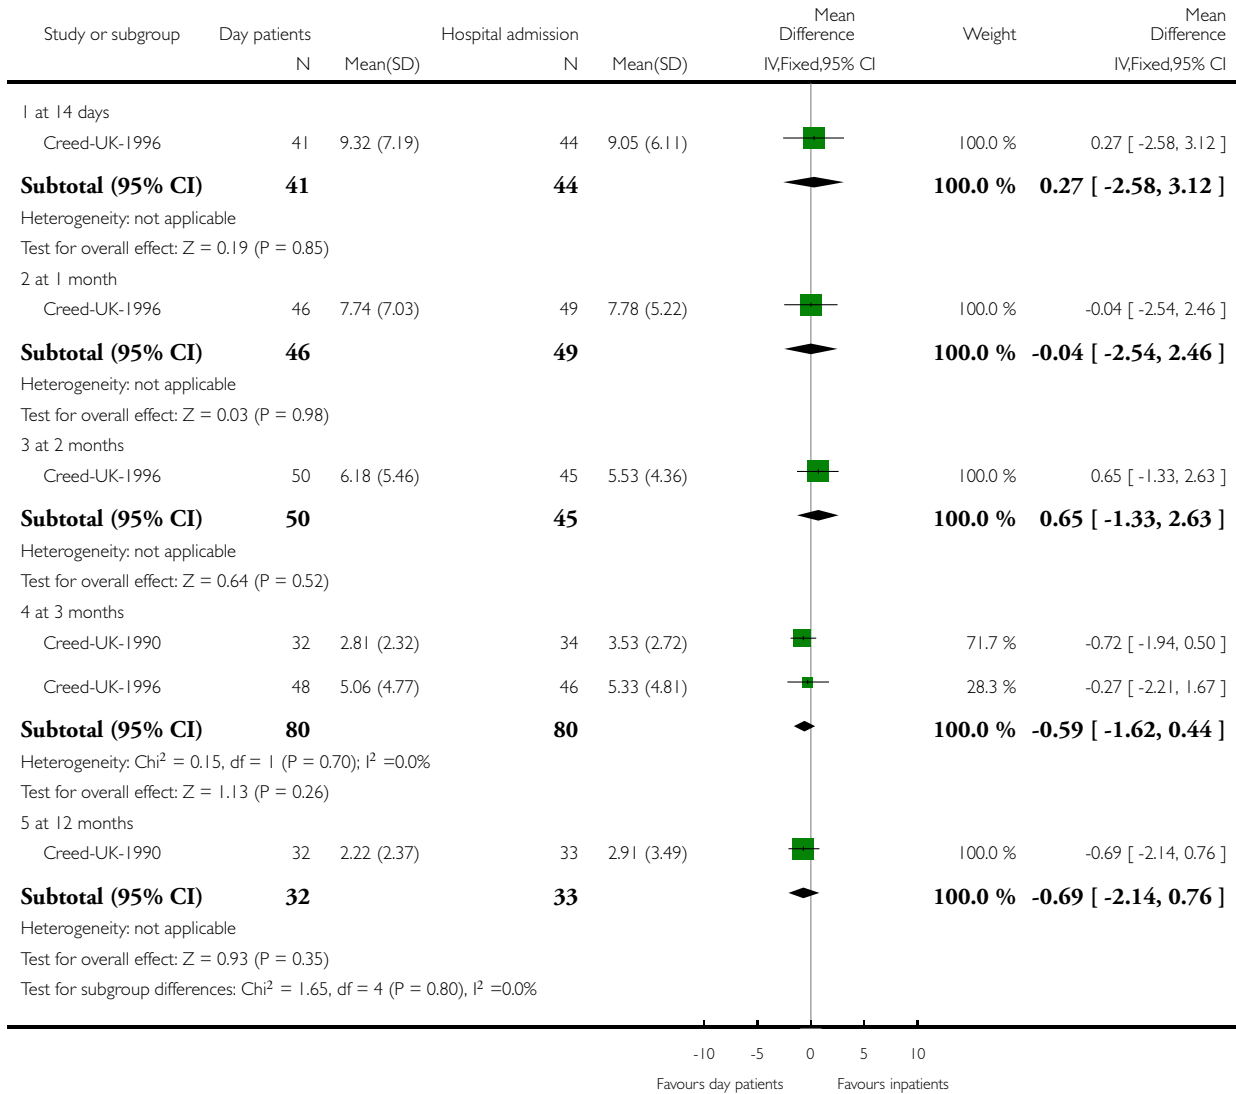 Study or subgroup Day patients Hospital admission Mean Difference Weight Mean Difference
N Mean(SD) N Mean(SD) IV,Fixed,95% CI IV,Fixed,95% CI
1 at 14 days
Creed-UK-1996 41 9.32 (7.19) 44 9.05 (6.11) 100.0 % 0.27 [ -2.58, 3.12 ]
Subtotal (95% CI) 41 44 100.0 % 0.27 [ -2.58, 3.12 ]
Heterogeneity: not applicable
Test for overall effect: Z = 0.19 (P = 0.85)
2 at 1 month
Creed-UK-1996 46 7.74 (7.03) 49 7.78 (5.22) 100.0 % -0.04 [ -2.54, 2.46 ]
Subtotal (95% CI) 46 49 100.0 % -0.04 [ -2.54, 2.46 ]
Heterogeneity: not applicable
Test for overall effect: Z = 0.03 (P = 0.98)
3 at 2 months
Creed-UK-1996 50 6.18 (5.46) 45 5.53 (4.36) 100.0 % 0.65 [ -1.33, 2.63 ]
Subtotal (95% CI) 50 45 100.0 % 0.65 [ -1.33, 2.63 ]
Heterogeneity: not applicable
Test for overall effect: Z = 0.64 (P = 0.52)
4 at 3 months
Creed-UK-1990 32 2.81 (2.32) 34 3.53 (2.72) 71.7 % -0.72 [ -1.94, 0.50 ]
Creed-UK-1996 48 5.06 (4.77) 46 5.33 (4.81) 28.3 % -0.27 [ -2.21, 1.67 ]
Subtotal (95% CI) 80 80 100.0 % -0.59 [ -1.62, 0.44 ]
Heterogeneity: Chi² = 0.15, df = 1 (P = 0.70); I² =0.0%
Test for overall effect: Z = 1.13 (P = 0.26)
5 at 12 months
Creed-UK-1990 32 2.22 (2.37) 33 2.91 (3.49) 100.0 % -0.69 [ -2.14, 0.76 ]
Subtotal (95% CI) 32 33 100.0 % -0.69 [ -2.14, 0.76 ]
Heterogeneity: not applicable
Test for overall effect: Z = 0.93 (P = 0.35)
Test for subgroup differences: Chi² = 1.65, df = 4 (P = 0.80), I² =0.0%
-10 -5 0 5 10
Favours day patients Favours inpatients